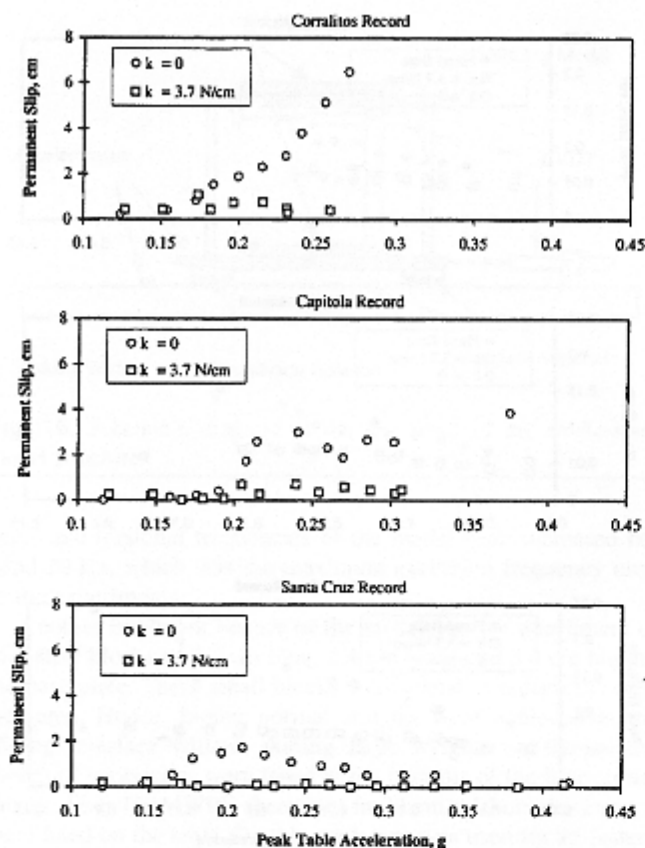 Corralitos Record
Permanent Slip, cm
8
6
4
2
0
k = 0
k = 3.7 N/cm
0.1 0.15 0.2 0.25 0.3 0.35 0.4 0.45
Capitola Record
Permanent Slip, cm
8
6
4
2
0
k = 0
k = 3.7 N/cm
0.1 0.15 0.2 0.25 0.3 0.35 0.4 0.45
Santa Cruz Record
Permanent Slip, cm
8
6
4
2
0
k = 0
k = 3.7 N/cm
0.1 0.15 0.2 0.25 0.3 0.35 0.4 0.45
Peak Table Acceleration, g